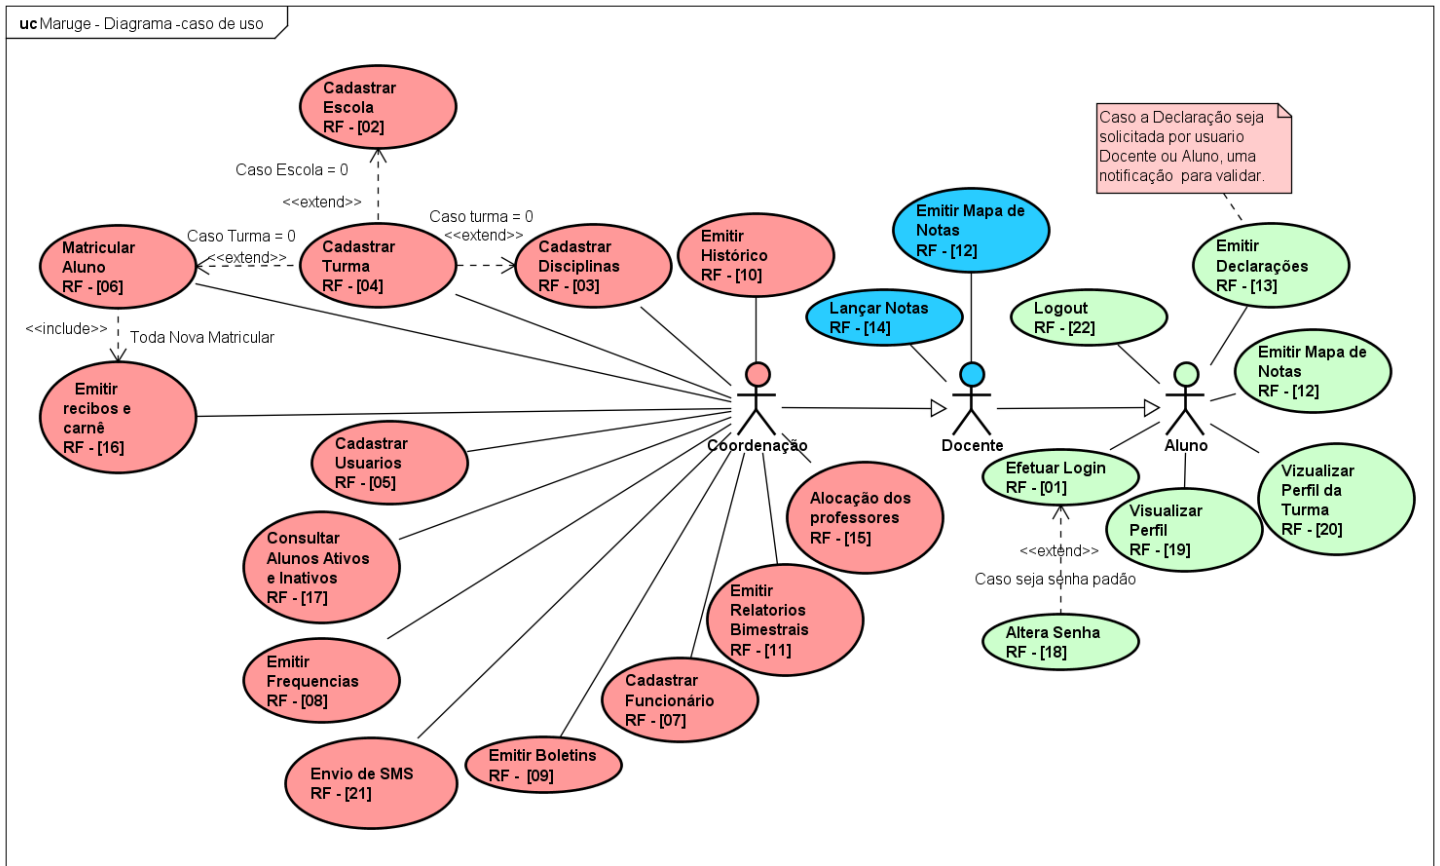 uc Maruge - Diagrama -caso de uso
Cadastrar
Escola
RF - [02]
Caso Escola = 0
<<extend>>
Caso a Declaração seja
solicitada por usuario
Docente ou Aluno, uma
notificação  para validar.
Matricular
Aluno
RF - [06]
Caso Turma = 0
<<extend>>
Cadastrar
Turma
RF - [04]
Caso turma = 0
<<extend>>
Cadastrar
Disciplinas
RF - [03]
Emitir
Histórico
RF - [10]
Emitir Mapa de
Notas
RF - [12]
Emitir
Declarações
RF - [13]
Lançar Notas
RF - [14]
Logout
RF - [22]
<<include>>
Toda Nova Matricular
Emitir Mapa de
Notas
RF - [12]
Emitir
recibos e
carnê
RF - [16]
Coordenação
Docente
Aluno
Cadastrar
Usuarios
RF - [05]
Alocação dos
professores
RF - [15]
Efetuar Login
RF - [01]
Visualizar
Perfil
RF - [19]
Vizualizar
Perfil da
Turma
RF - [20]
Consultar
Alunos Ativos
e Inativos
RF - [17]
<<extend>>
Caso seja senha padão
Emitir
Relatorios
Bimestrais
RF - [11]
Altera Senha
RF - [18]
Emitir
Frequencias
RF - [08]
Cadastrar
Funcionário
RF - [07]
Envio de SMS
RF - [21]
Emitir Boletins
RF -  [09]